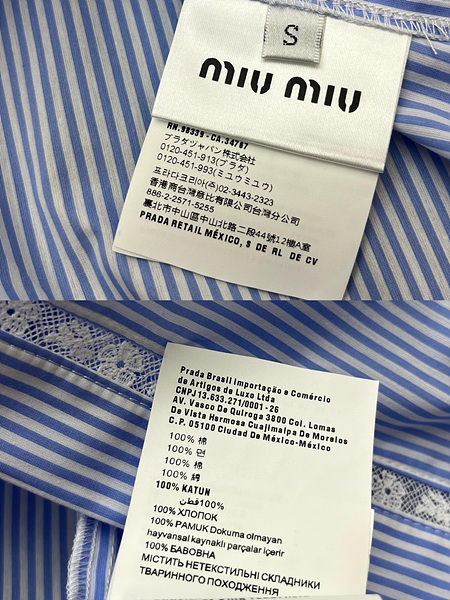 S
miu miu
RN.98339 - CA.34787
プラダジャパン株式会社
0120-451-913(プラダ)
0120-451-993(ミュウミュウ)
프라다코리아(주)02-3443-2323
香港商台灣意比有限公司台灣分公司
886-2-2571-5255
臺北市中山區中山北路二段44號12樓A室
PRADA RETAIL MÉXICO, S DE RL DE CV
Prada Brasil Importação e Comércio
de Artigos de Luxo Ltda
CNPJ 13.633.271/0001-26
AV. Vasco De Quiroga 3800 Col. Lomas
De Vista Hermosa Cuajimalpa De Morelos
C.P. 05100 Ciudad De México-México
100% 棉
100% 면
100% 棉
100% 綿
100% KATUN
100% قطن
100% ХЛОПОК
100% PAMUK Dokuma olmayan
hayvansal kaynaklı parçalar içerir
100% БАВОВНА
МІСТИТЬ НЕТЕКСТИЛЬНІ СКЛАДНИКИ
ТВАРИННОГО ПОХОДЖЕННЯ